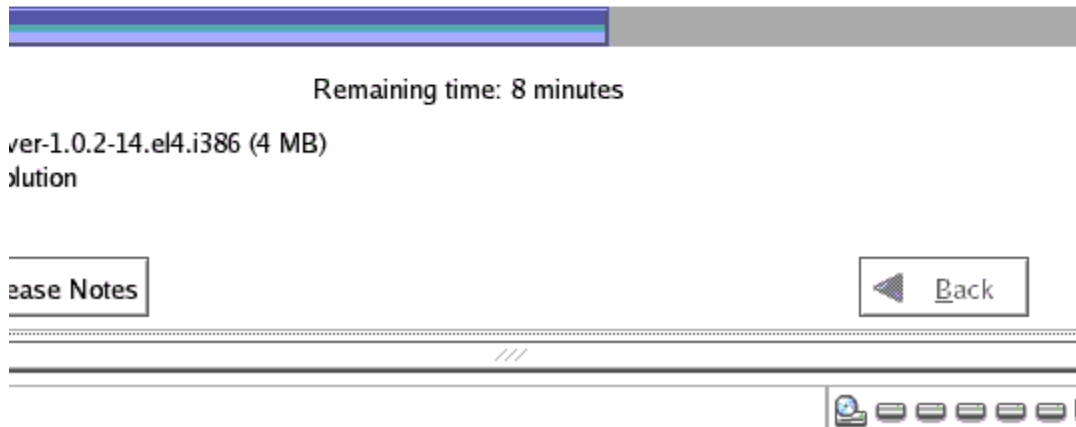 Remaining time: 8 minutes
ver-1.0.2-14.el4.i386 (4 MB)
olution
ease Notes
Back